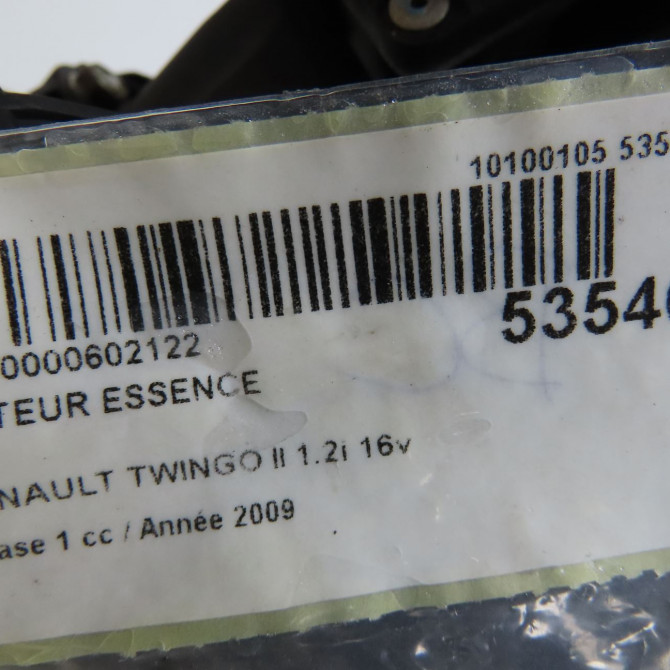 10100105 535
5354
0000602122
TEUR ESSENCE
NAULT TWINGO II 1.2i 16v
ase 1 cc / Année 2009